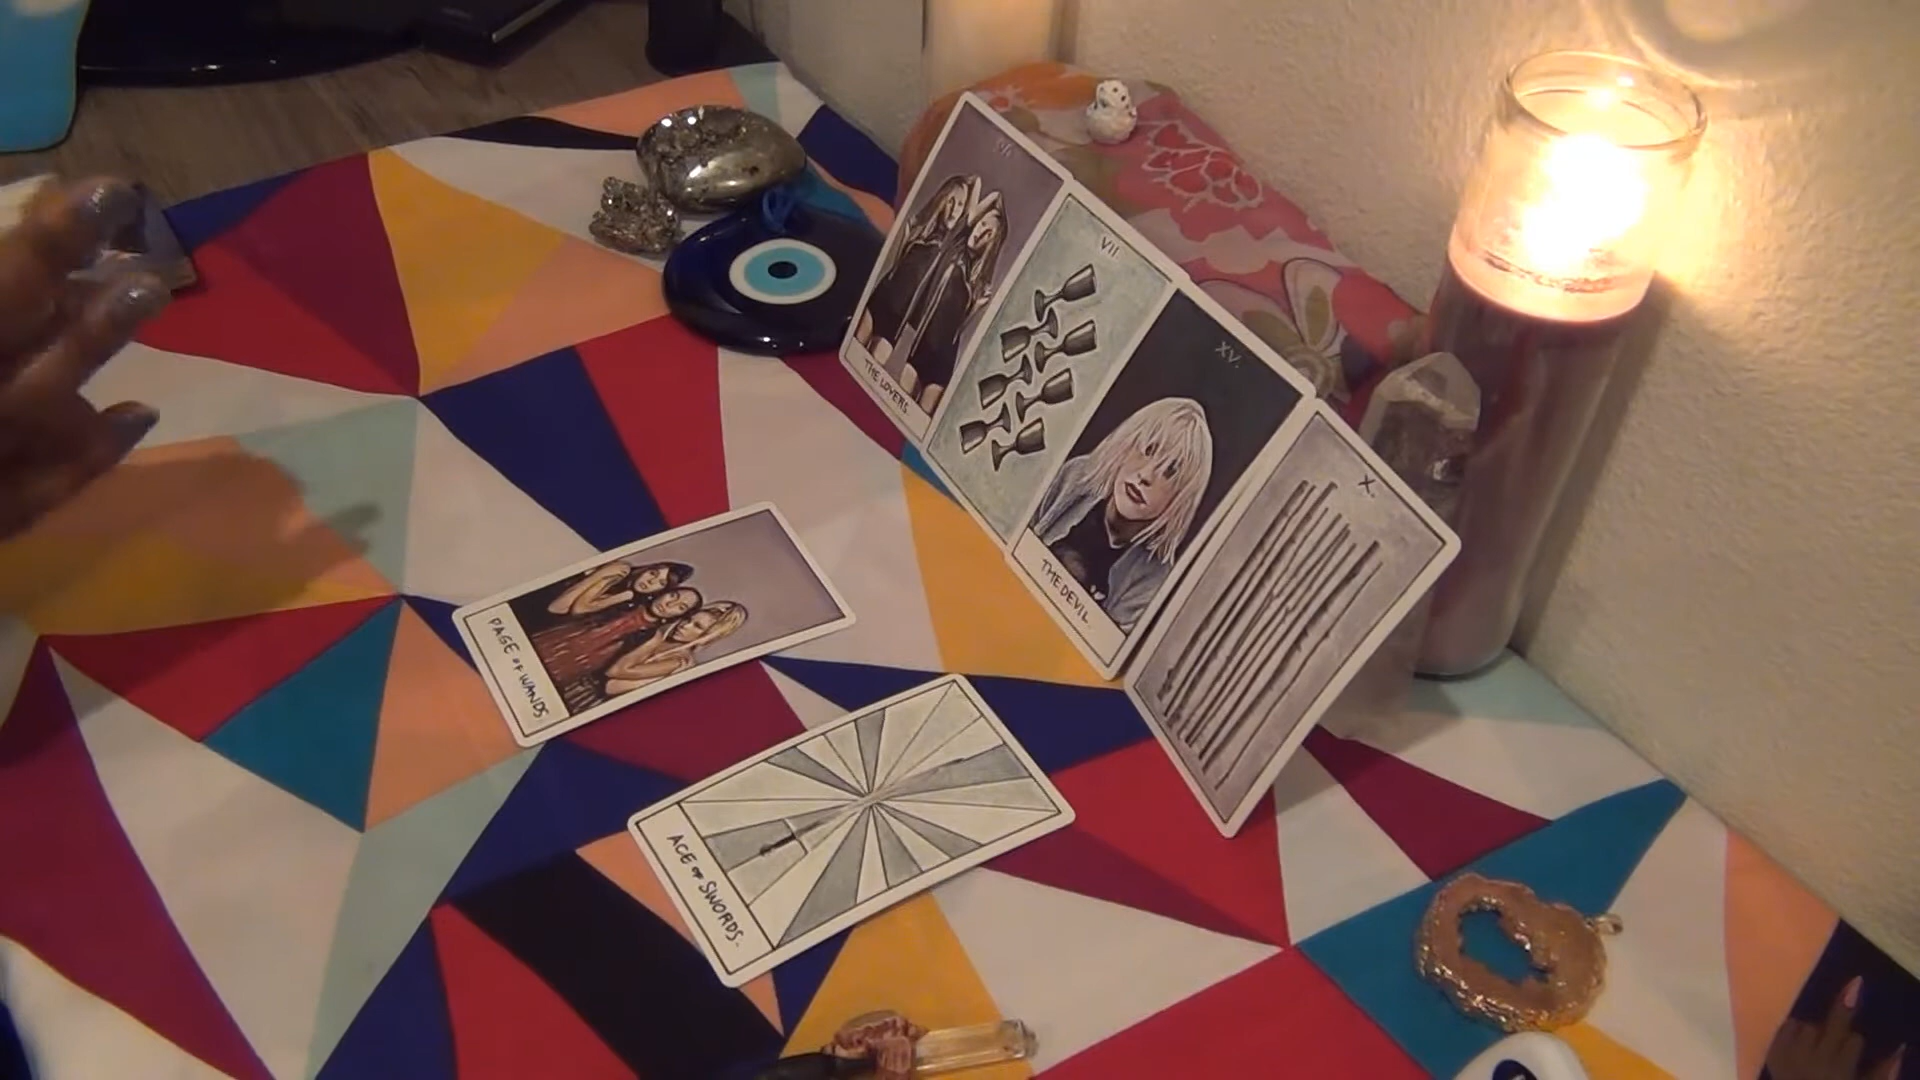 VI.
THE LOVERS.
VII
XV.
THE DEVIL.
X.
PAGE OF WANDS
ACE OF SWORDS.